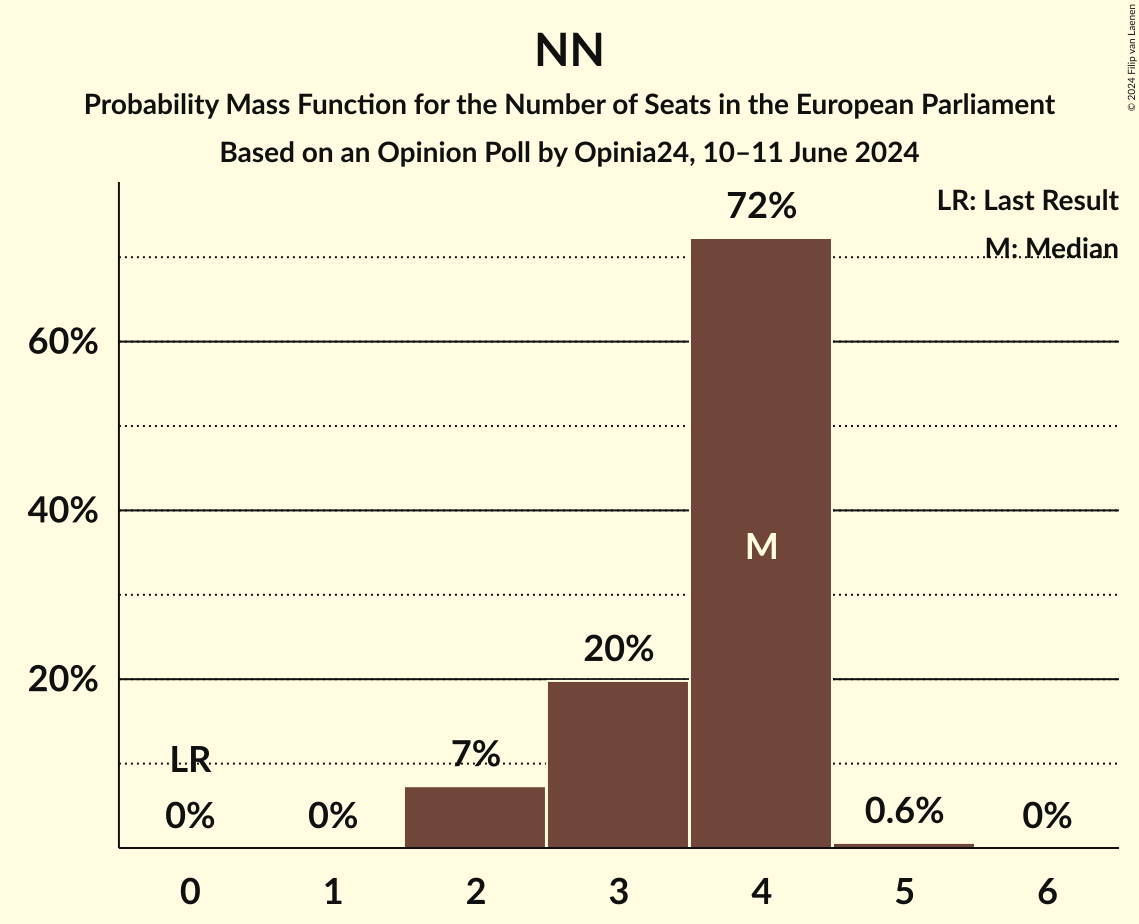 NN
Probability Mass Function for the Number of Seats in the European Parliament
Based on an Opinion Poll by Opinia24, 10–11 June 2024
© 2024 Filip van Laenen
LR: Last Result
M: Median
72%
60%
40%
M
20%
20%
LR
7%
0%
0%
0.6%
0%
0 1 2 3 4 5 6